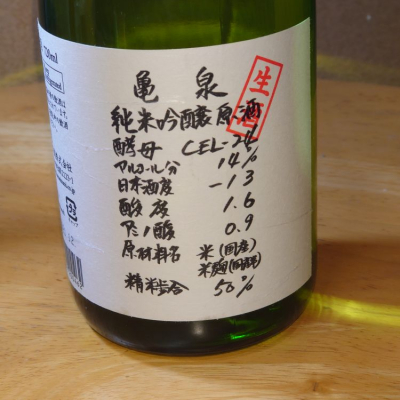 720ml
亀泉
生酒
純米吟醸原酒
酵母 CEL-24
アルコール分 14%
日本酒度 -13
酸度 1.6
アミノ酸 0.9
原材料名 米(国産)
米麹(国産米)
精米歩合 50%